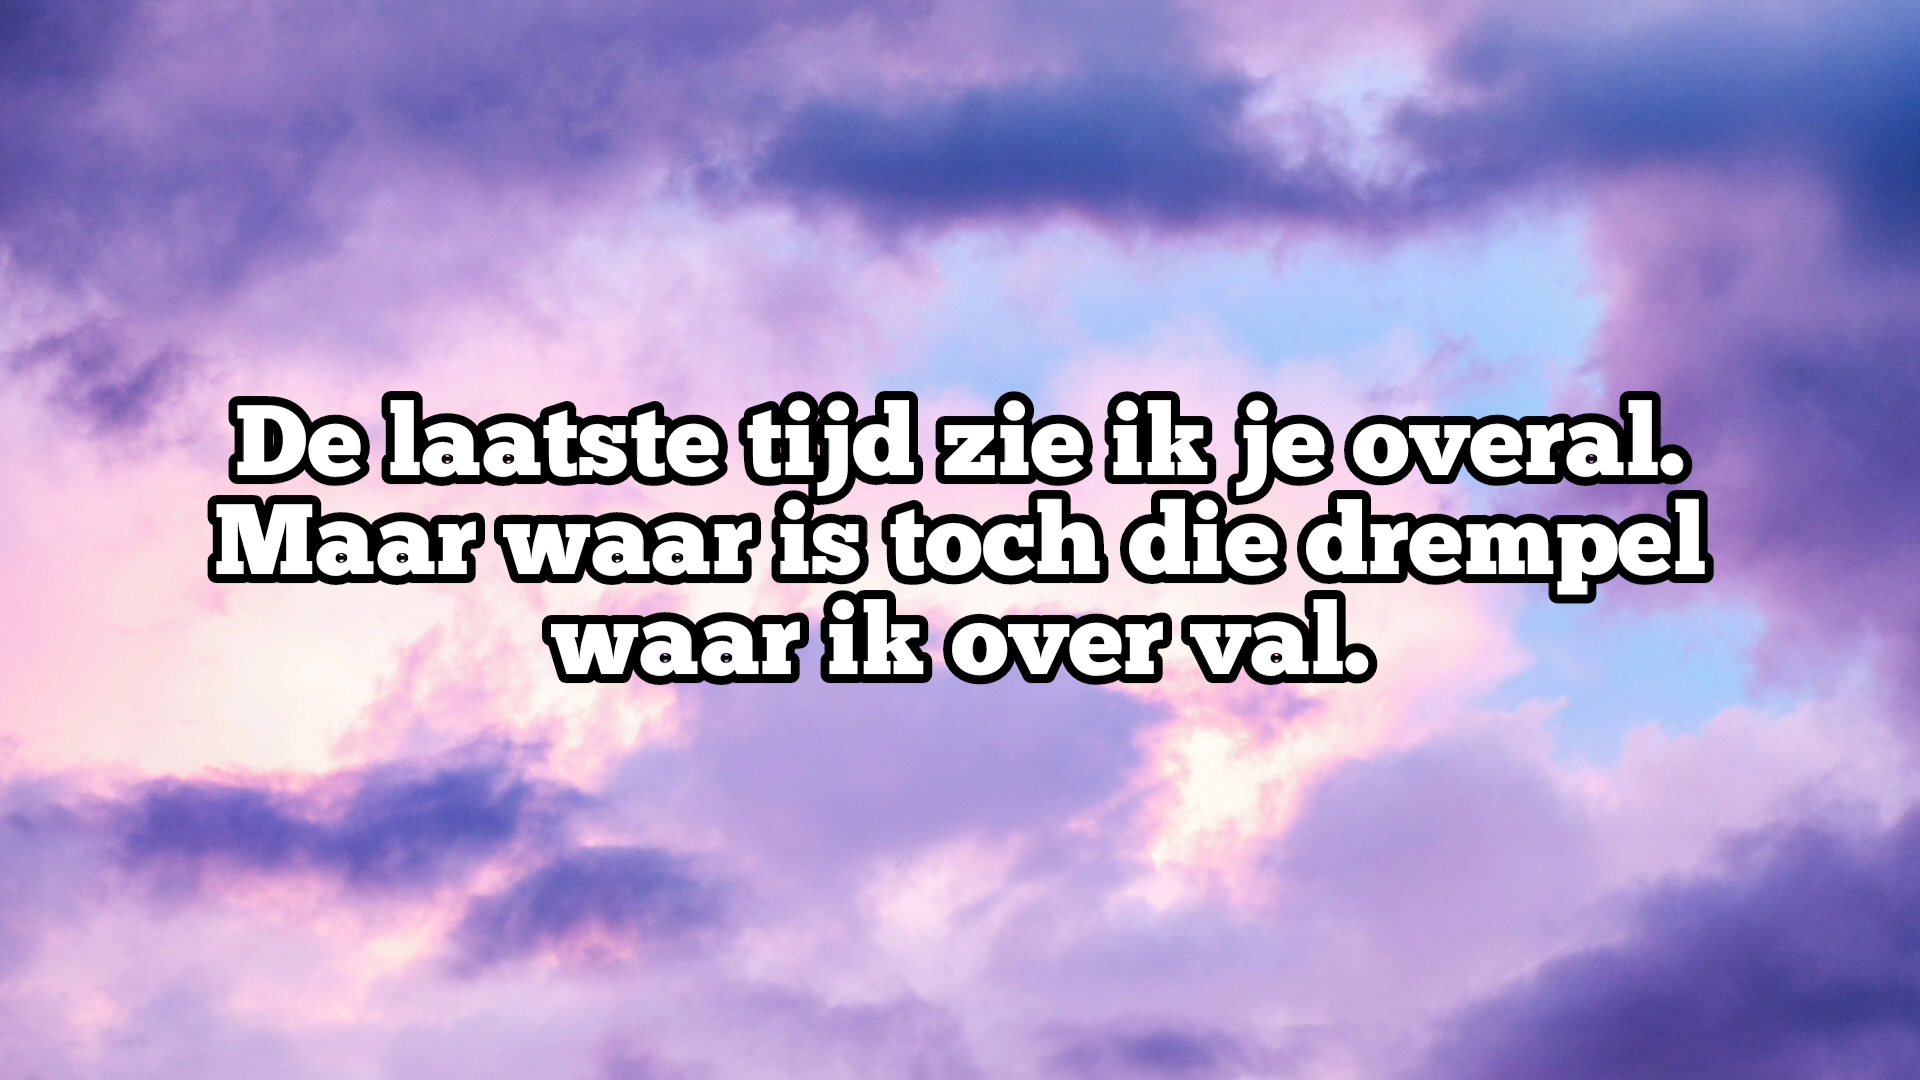 De laatste tijd zie ik je overal.
Maar waar is toch die drempel
waar ik over val.